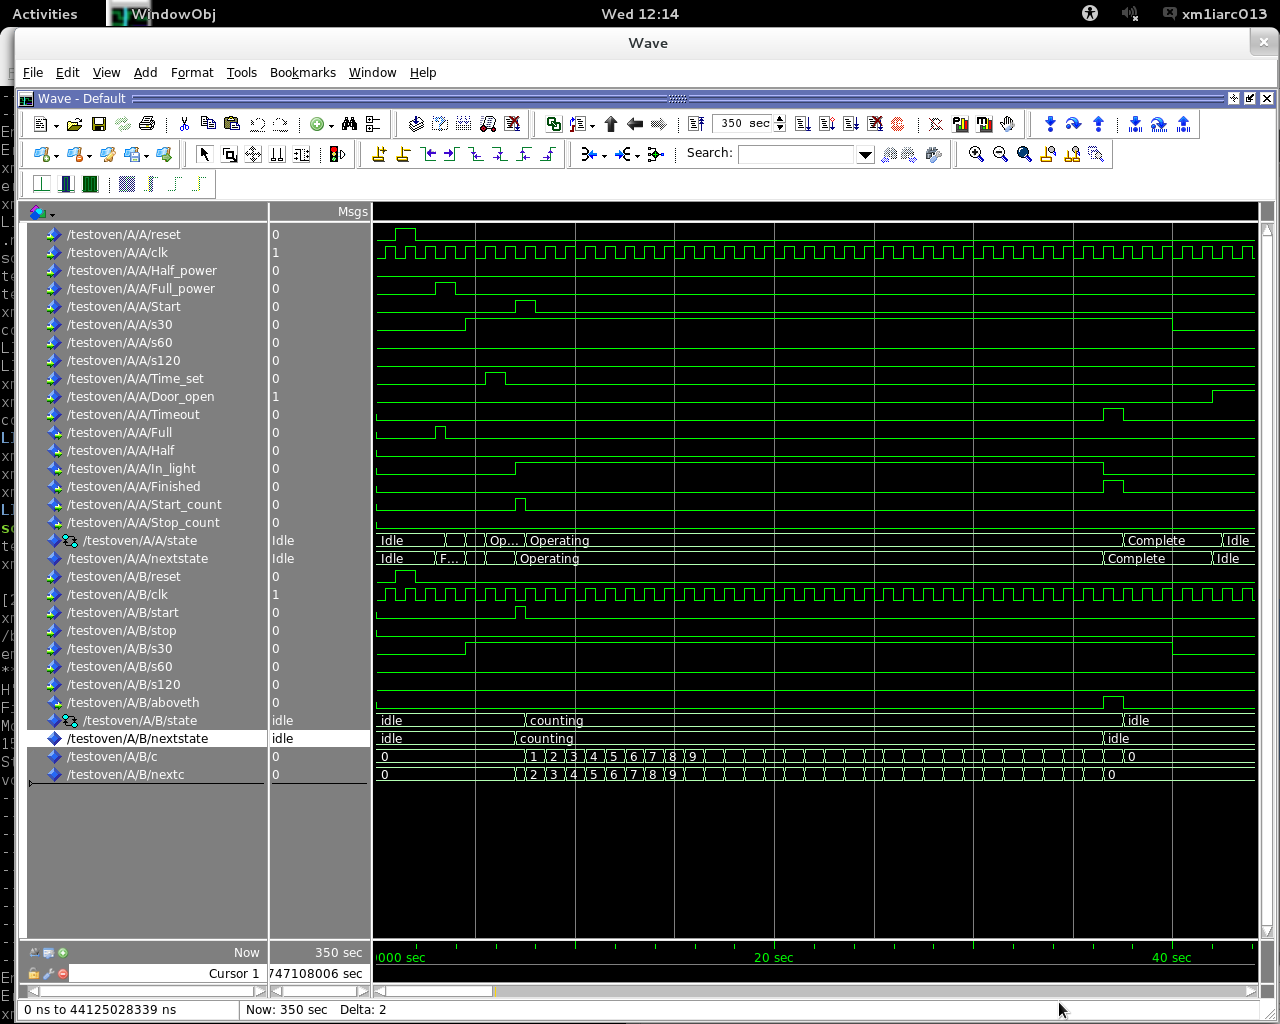 Activities WindowObj Wed 12:14 xm1iarc013
Wave
File Edit View Add Format Tools Bookmarks Window Help
Wave - Default
350 sec
Search:
Msgs
/testoven/A/A/reset 0
/testoven/A/A/clk 1
/testoven/A/A/Half_power 0
/testoven/A/A/Full_power 0
/testoven/A/A/Start 0
/testoven/A/A/s30 0
/testoven/A/A/s60 0
/testoven/A/A/s120 0
/testoven/A/A/Time_set 0
/testoven/A/A/Door_open 1
/testoven/A/A/Timeout 0
/testoven/A/A/Full 0
/testoven/A/A/Half 0
/testoven/A/A/In_light 0
/testoven/A/A/Finished 0
/testoven/A/A/Start_count 0
/testoven/A/A/Stop_count 0
/testoven/A/A/state Idle Idle Op... Operating Complete Idle
/testoven/A/A/nextstate Idle Idle F... Operating Complete Idle
/testoven/A/B/reset 0
/testoven/A/B/clk 1
/testoven/A/B/start 0
/testoven/A/B/stop 0
/testoven/A/B/s30 0
/testoven/A/B/s60 0
/testoven/A/B/s120 0
/testoven/A/B/aboveth 0
/testoven/A/B/state idle idle counting idle
/testoven/A/B/nextstate idle idle counting idle
/testoven/A/B/c 0 0 1 2 3 4 5 6 7 8 9 0
/testoven/A/B/nextc 0 0 2 3 4 5 6 7 8 9 0
Now 350 sec 000 sec 20 sec 40 sec
Cursor 1 747108006 sec
0 ns to 44125028339 ns Now: 350 sec Delta: 2